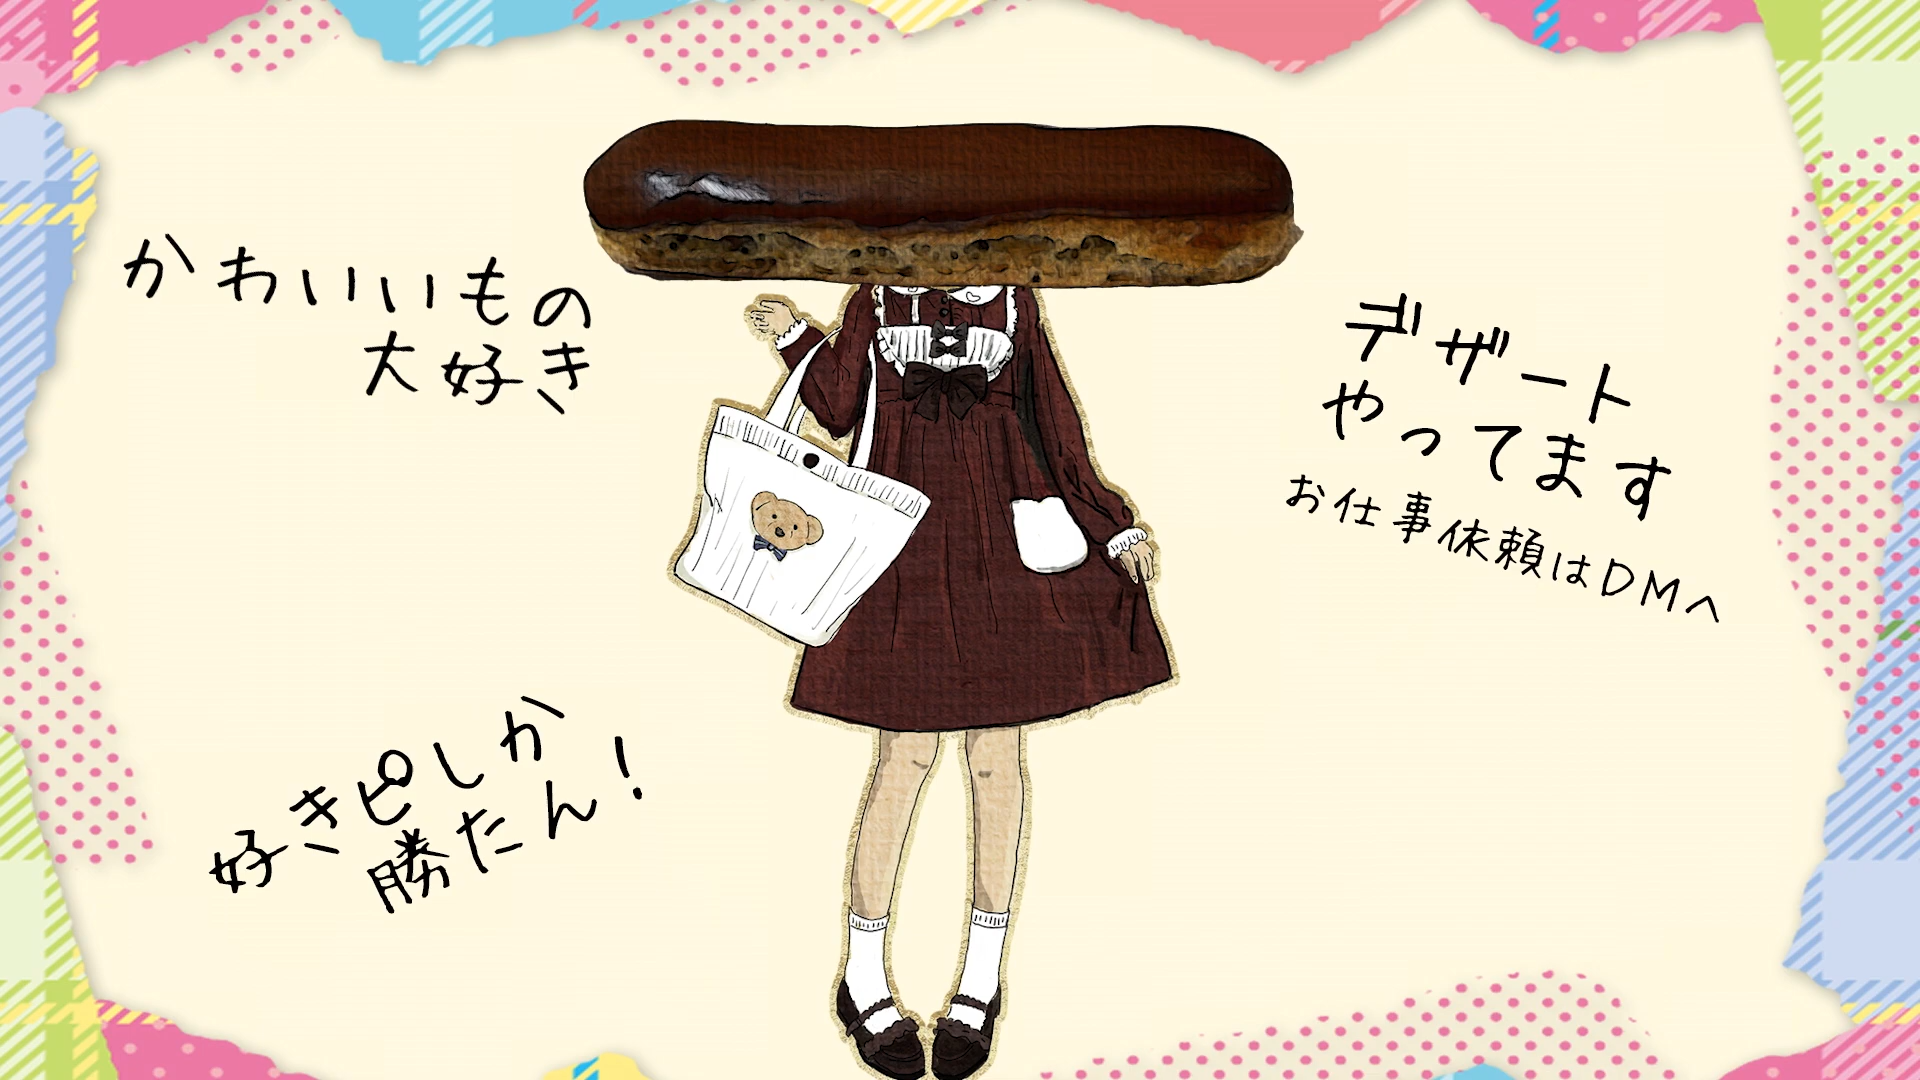 かわいいもの
大好き
デザート
やってます
お仕事依頼はDMへ
好きピしか
勝たん!